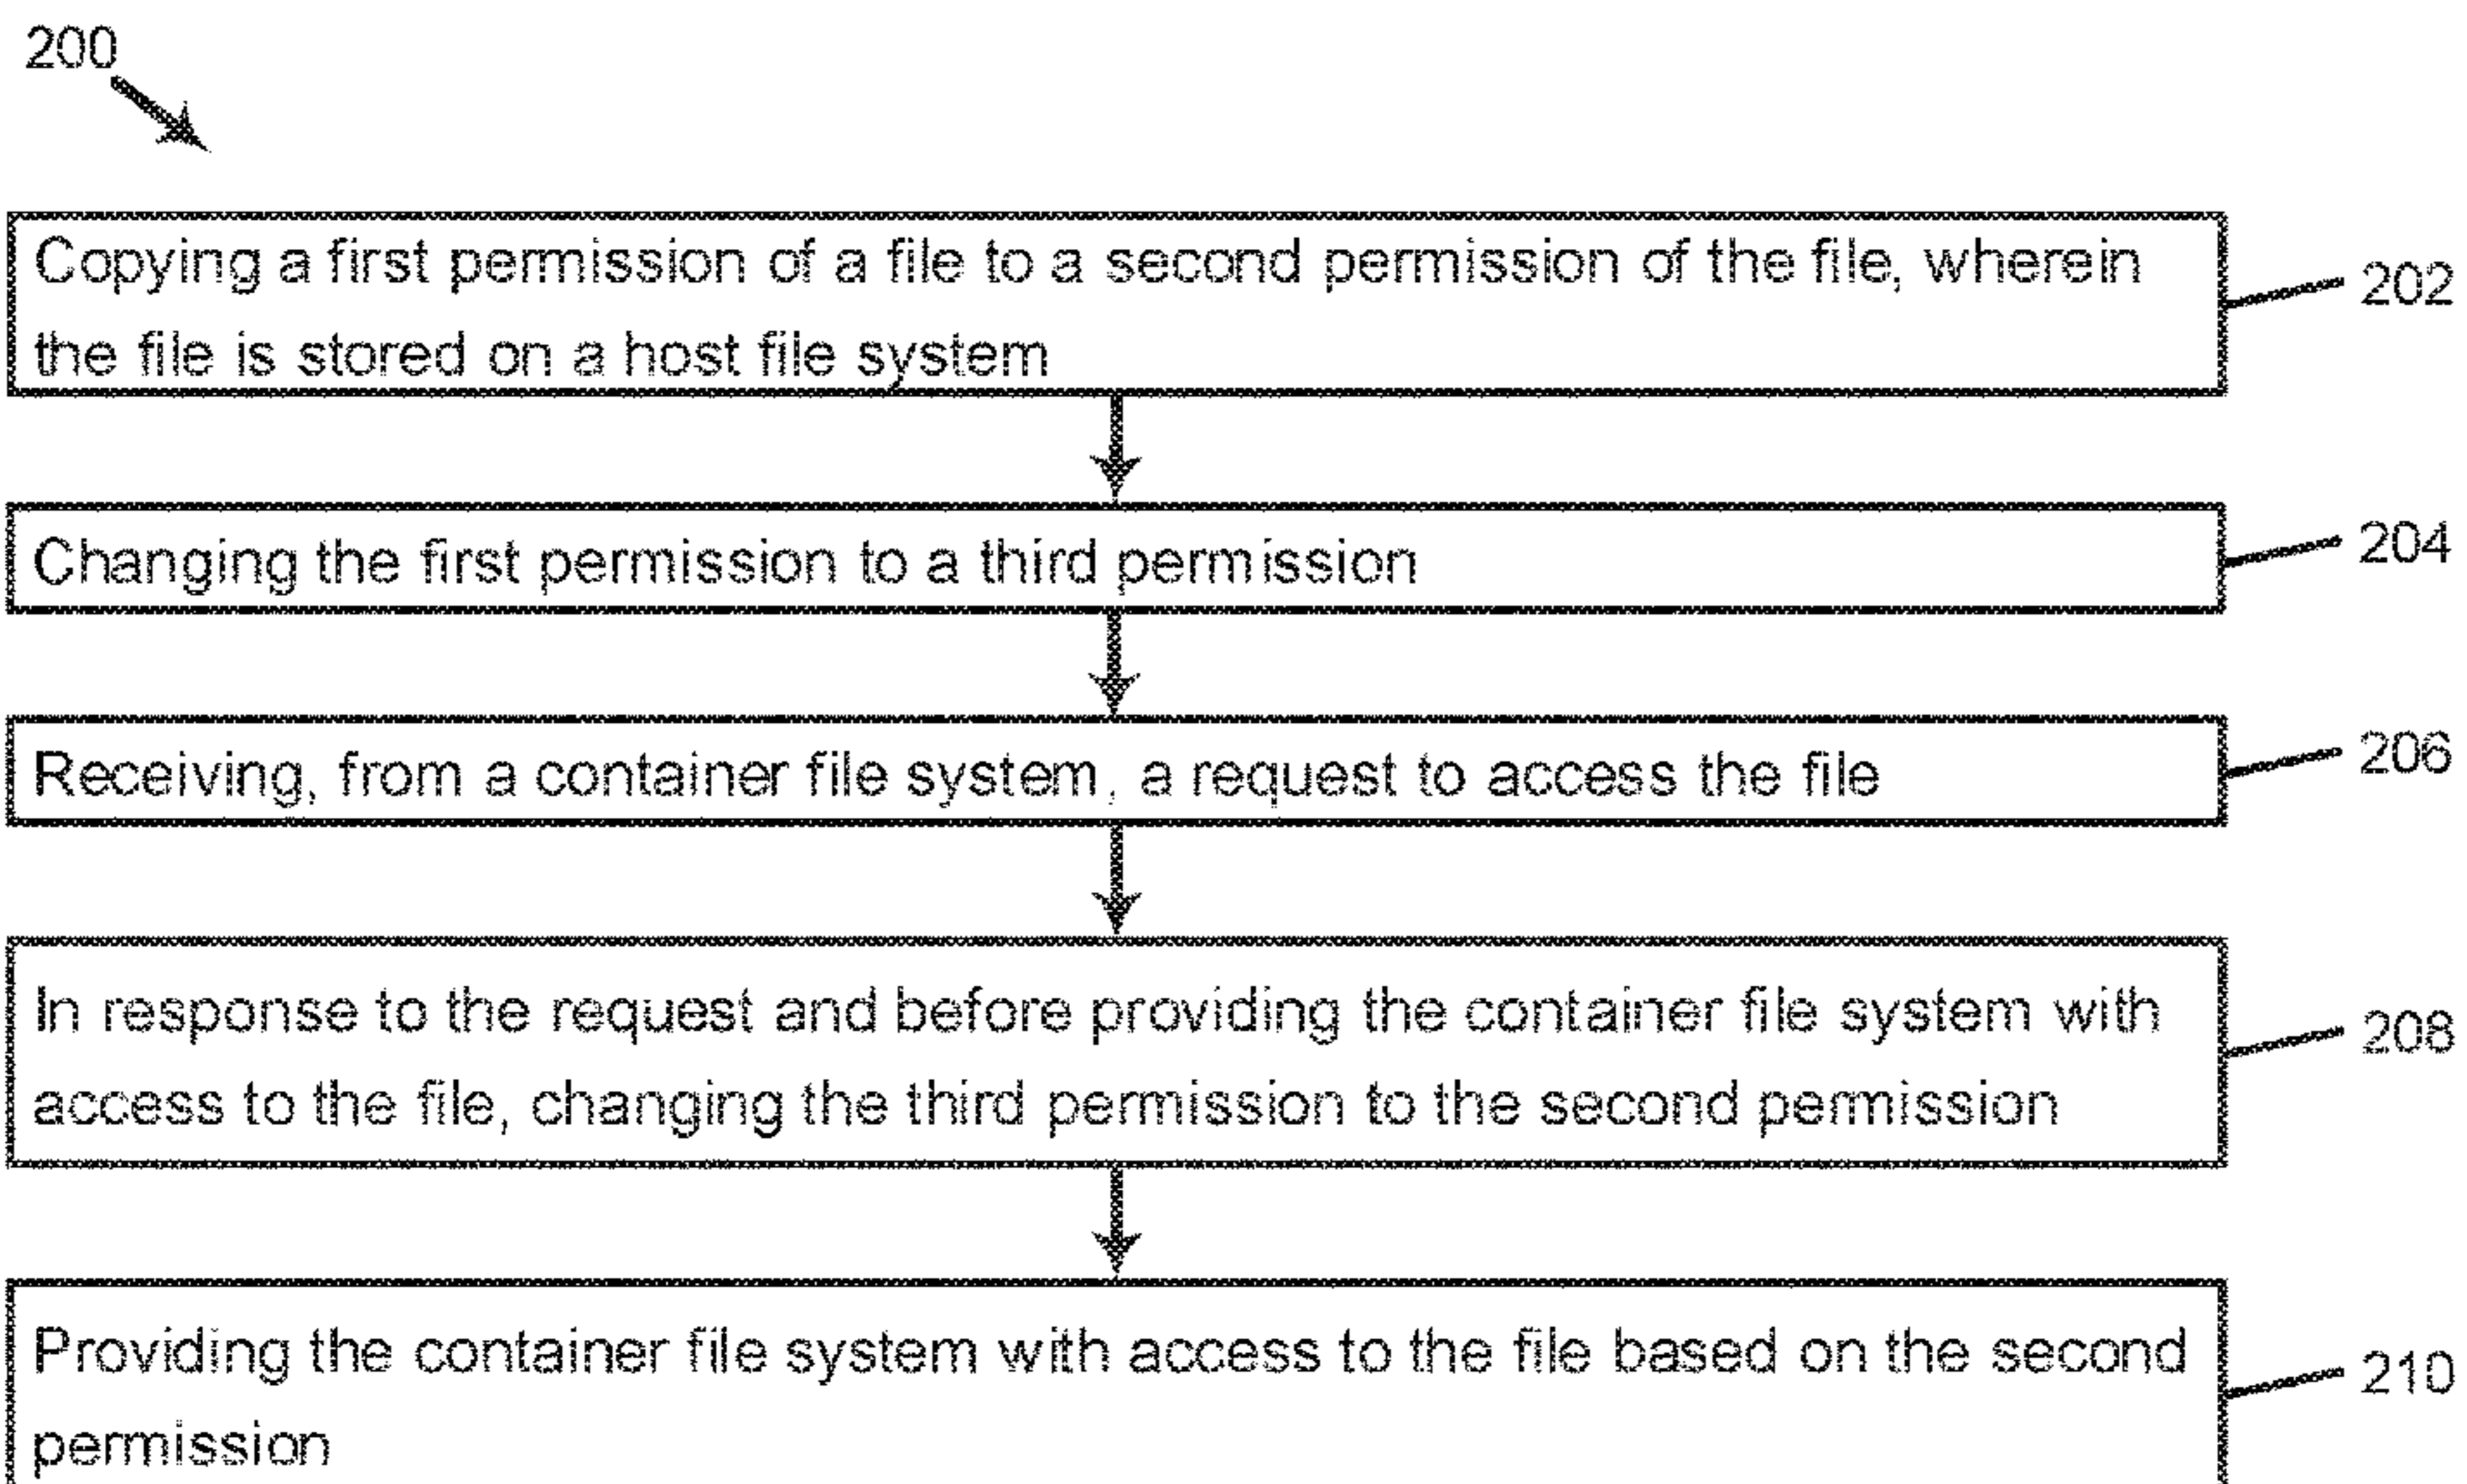 200
Copying a first permission of a file to a second permission of the file, wherein
the file is stored on a host file system
202
Changing the first permission to a third permission
204
Receiving, from a container file system, a request to access the file
206
In response to the request and before providing the container file system with
access to the file, changing the third permission to the second permission
208
Providing the container file system with access to the file based on the second
permission
210